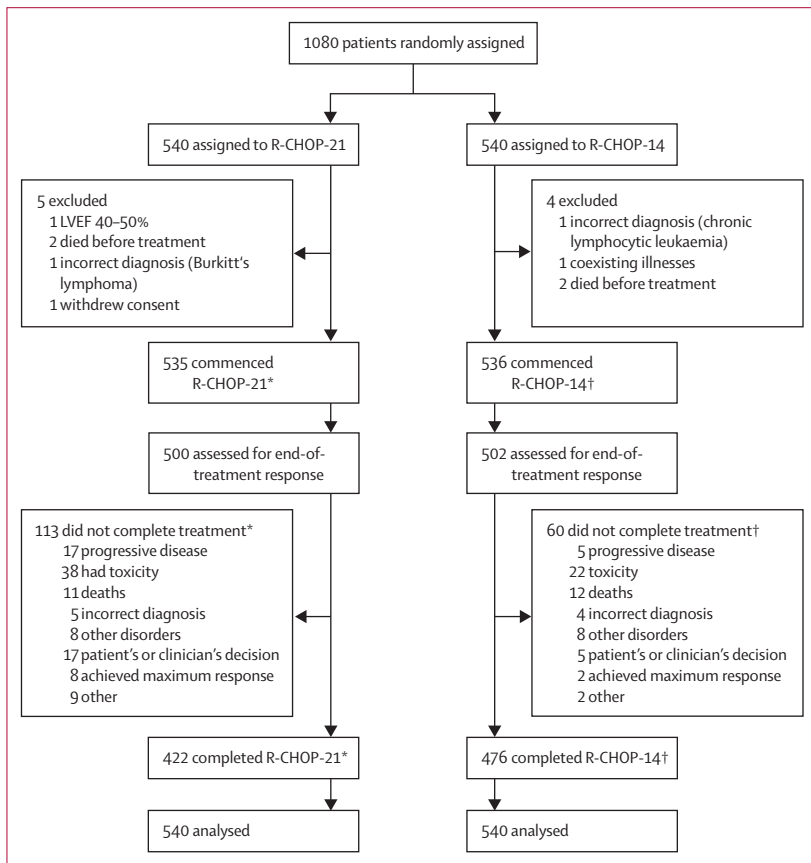 1080 patients randomly assigned
540 assigned to R-CHOP-21
540 assigned to R-CHOP-14
5 excluded
1 LVEF 40–50%
2 died before treatment
1 incorrect diagnosis (Burkitt's
lymphoma)
1 withdrew consent
4 excluded
1 incorrect diagnosis (chronic
lymphocytic leukaemia)
1 coexisting illnesses
2 died before treatment
535 commenced
R-CHOP-21*
536 commenced
R-CHOP-14†
500 assessed for end-of-
treatment response
502 assessed for end-of-
treatment response
113 did not complete treatment*
17 progressive disease
38 had toxicity
11 deaths
5 incorrect diagnosis
8 other disorders
17 patient's or clinician's decision
8 achieved maximum response
9 other
60 did not complete treatment†
5 progressive disease
22 toxicity
12 deaths
4 incorrect diagnosis
8 other disorders
5 patient's or clinician's decision
2 achieved maximum response
2 other
422 completed R-CHOP-21*
476 completed R-CHOP-14†
540 analysed
540 analysed